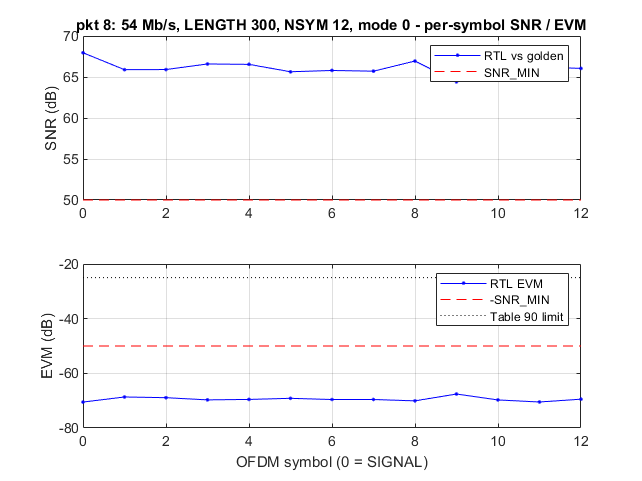 pkt 8: 54 Mb/s, LENGTH 300, NSYM 12, mode 0 - per-symbol SNR / EVM
70
65
60
55
50
SNR (dB)
RTL vs golden
SNR_MIN
0 2 4 6 8 10 12
-20
-40
-60
-80
EVM (dB)
RTL EVM
-SNR_MIN
Table 90 limit
0 2 4 6 8 10 12
OFDM symbol (0 = SIGNAL)